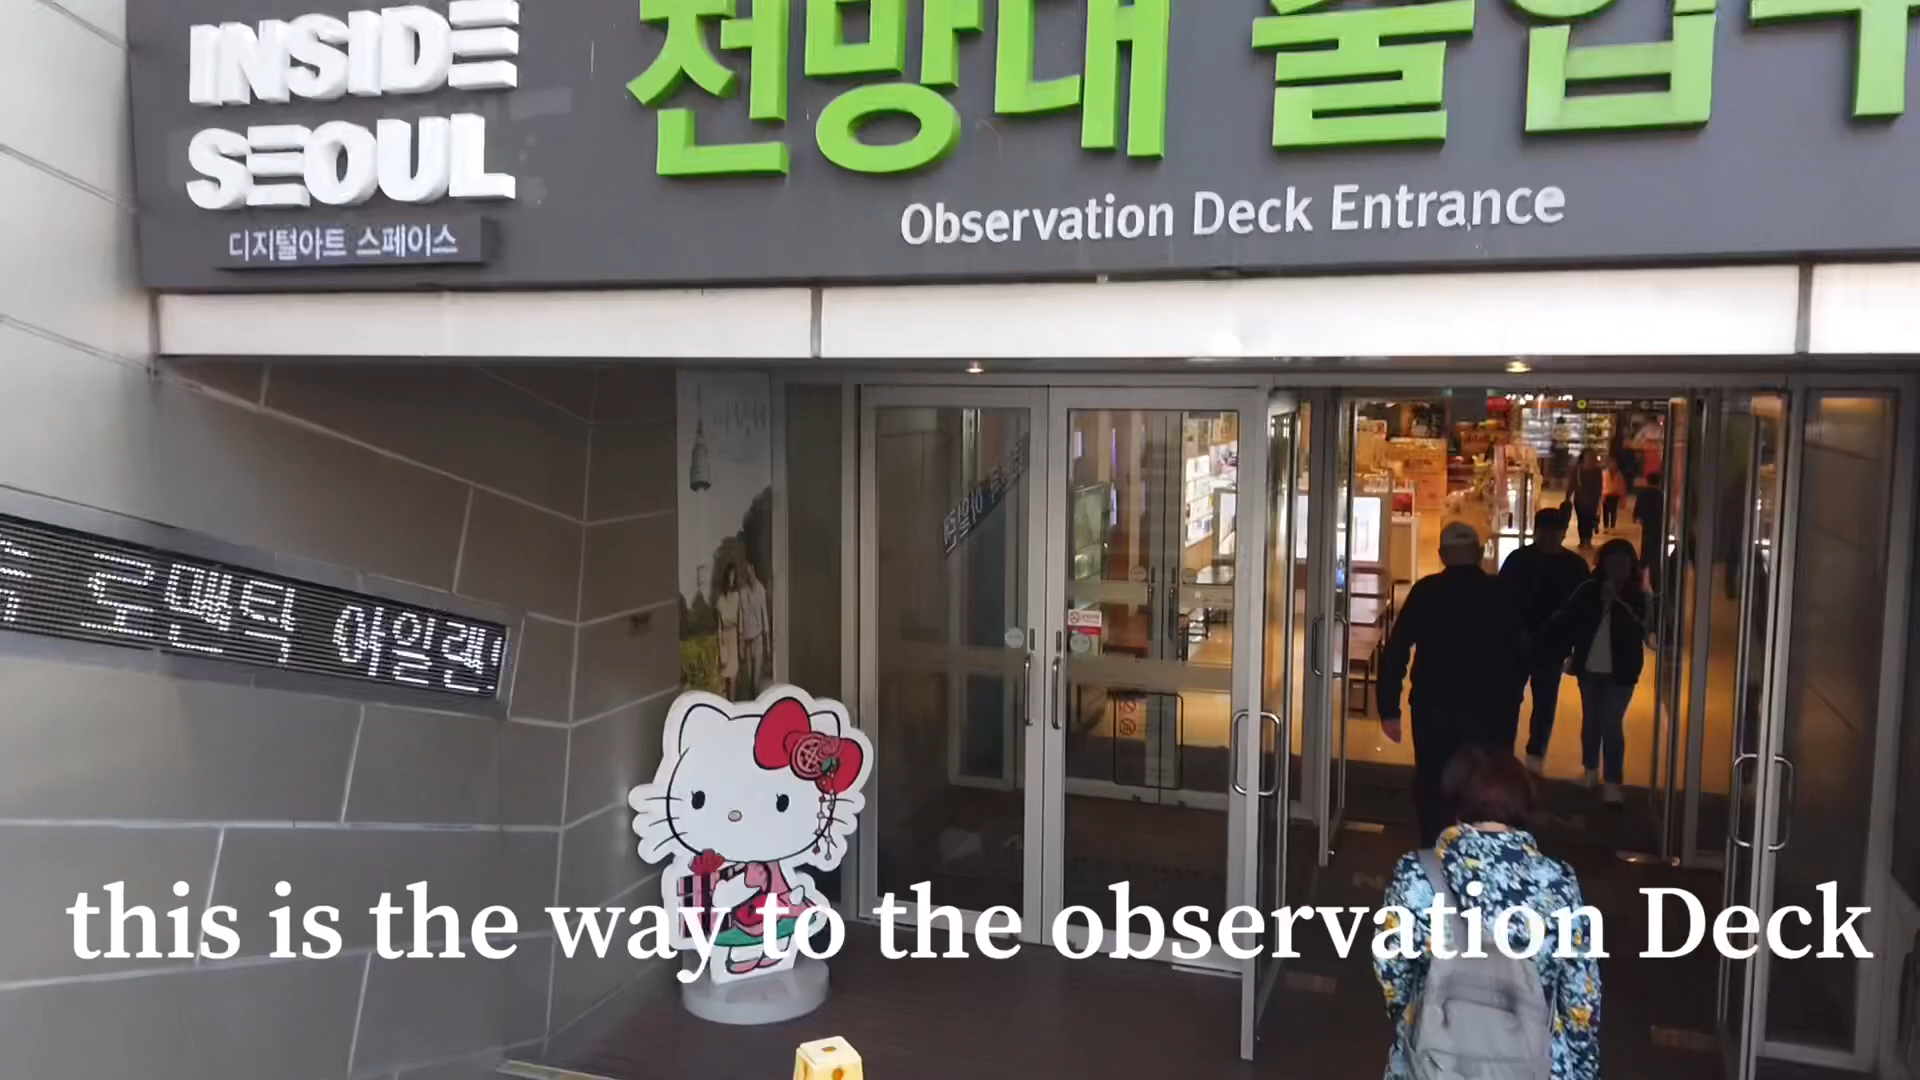 INSIDE
SEOUL
디지털아트 스페이스
전망대 출입구
Observation Deck Entrance
로맨틱 아일랜
this is the way to the observation Deck